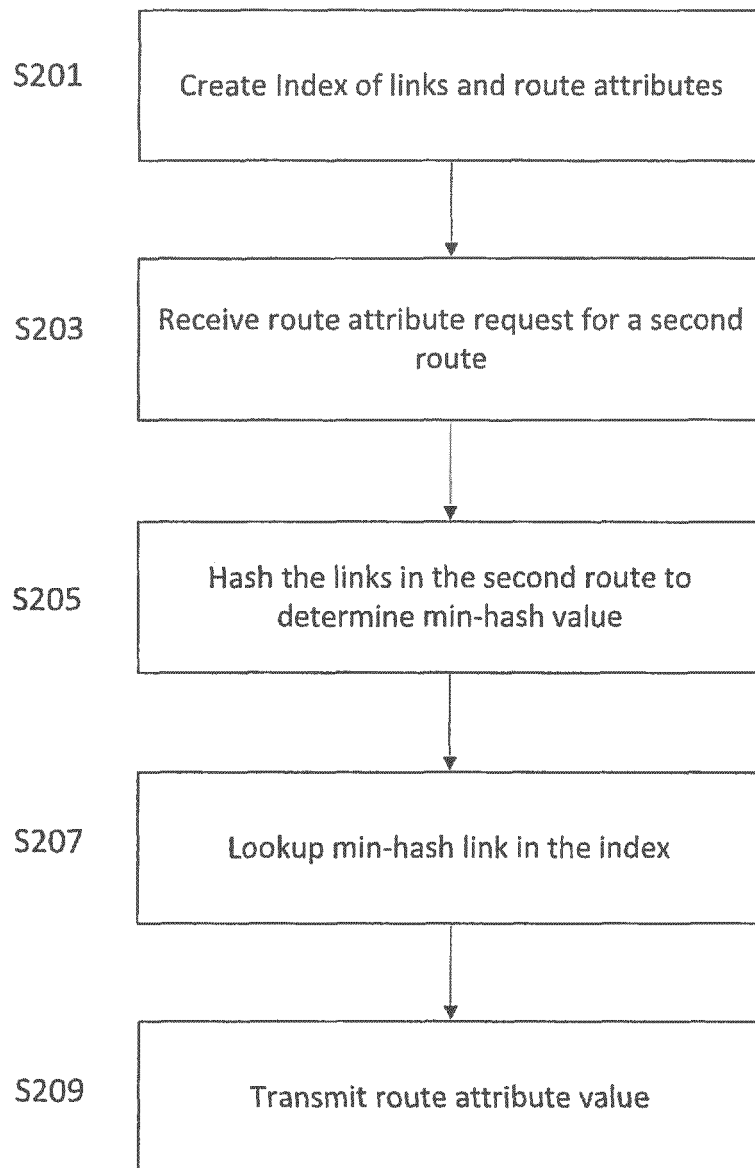 S201
Create Index of links and route attributes
S203
Receive route attribute request for a second
route
S205
Hash the links in the second route to
determine min-hash value
S207
Lookup min-hash link in the index
S209
Transmit route attribute value